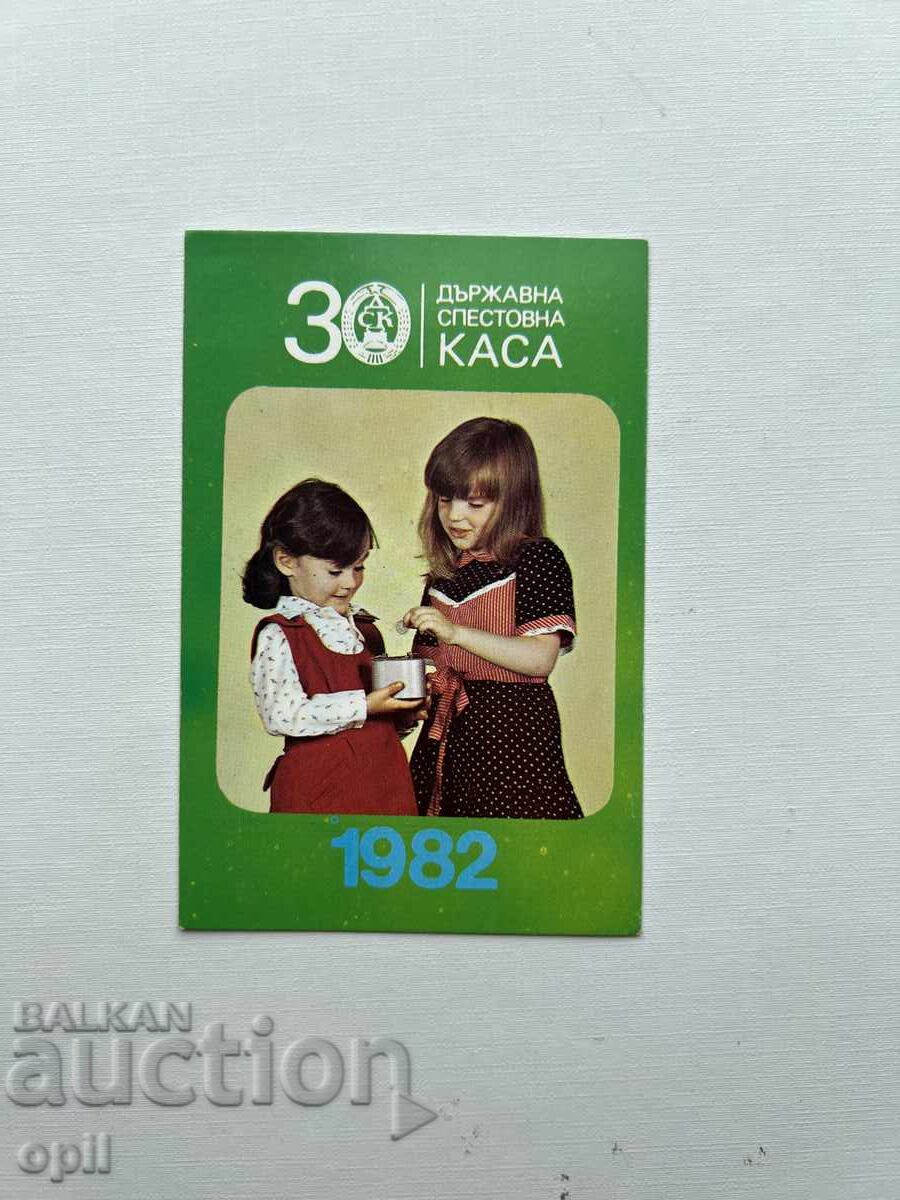 30
ДСК
ДЪРЖАВНА
СПЕСТОВНА
КАСА
1982
BALKAN
auction
opil